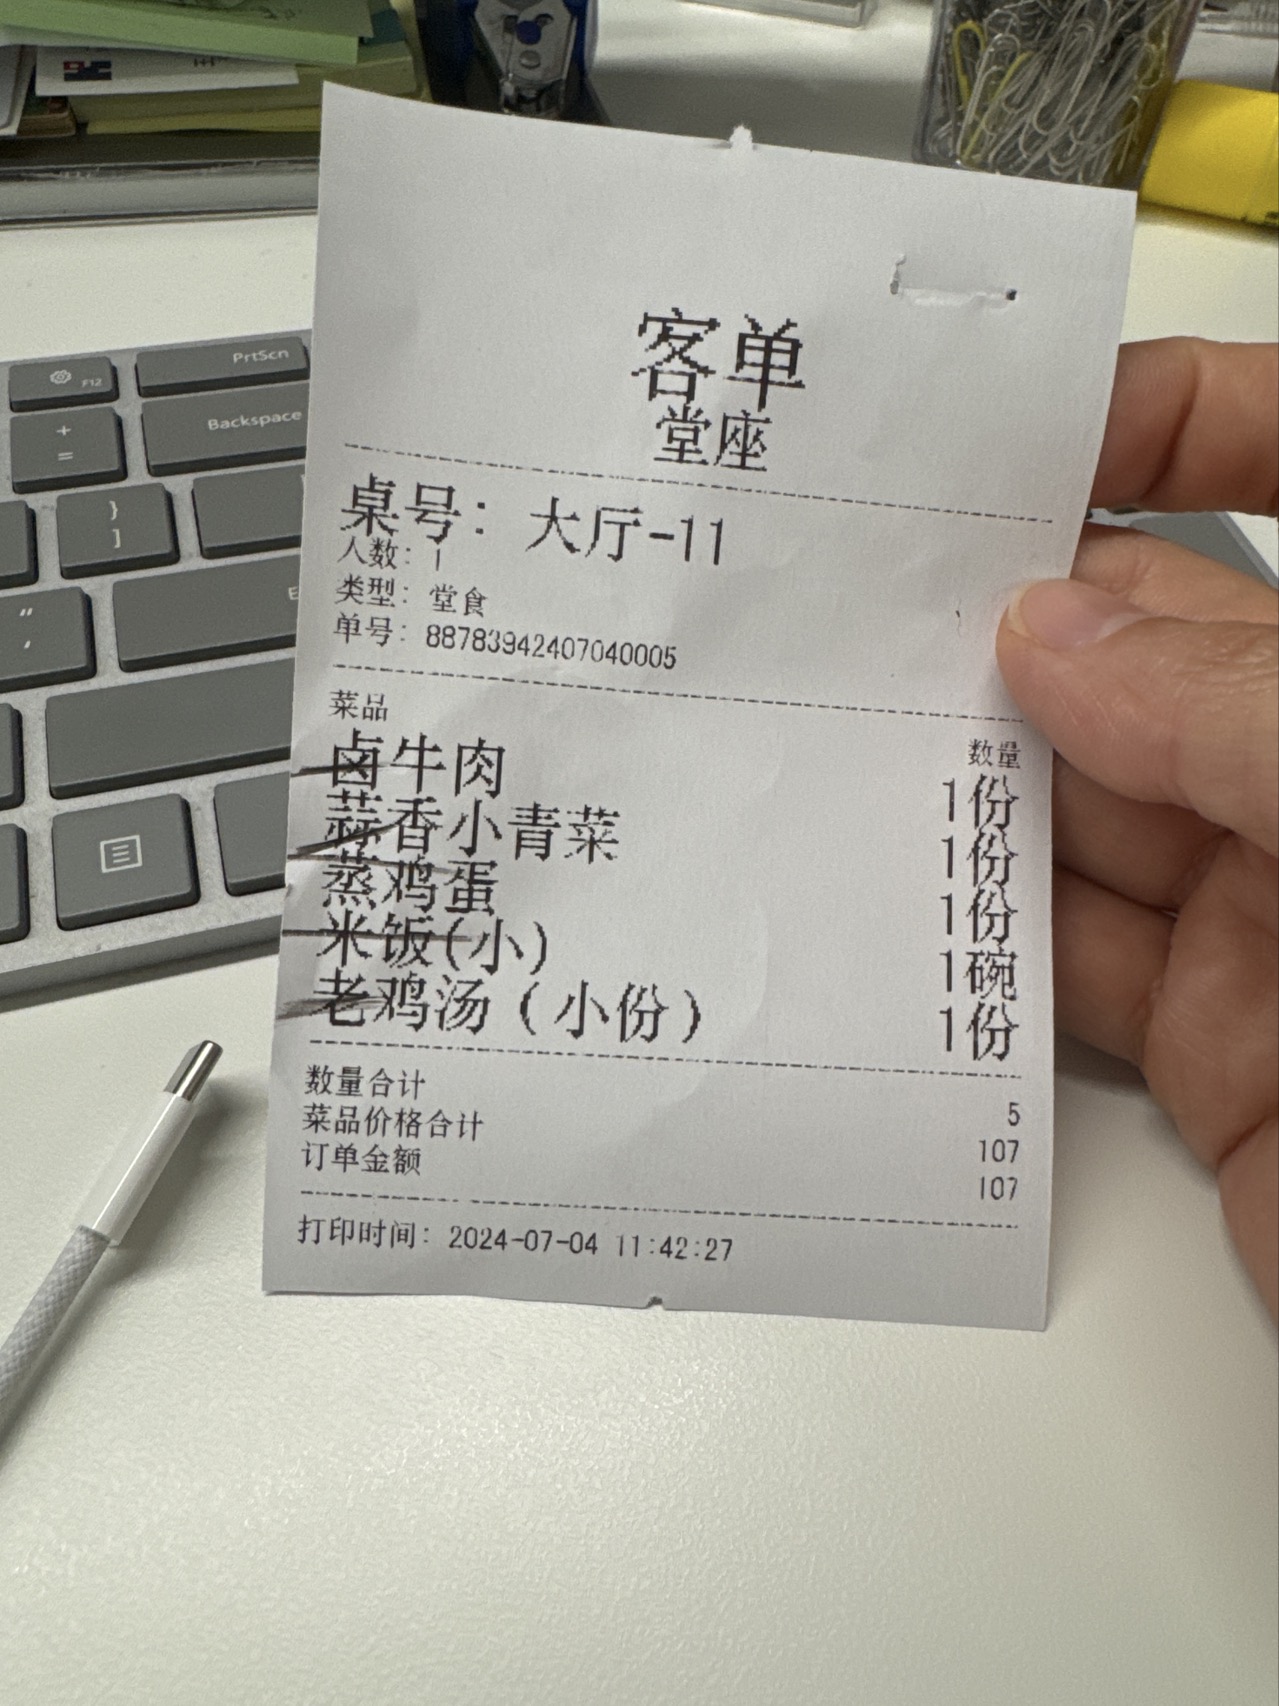 PrtScn
F12
Backspace
+
=
}
]
"
,
客单
堂座
桌号: 大厅-11
人数: 1
类型: 堂食
单号: 88783942407040005
菜品 数量
卤牛肉 1份
蒜香小青菜 1份
蒸鸡蛋 1份
米饭(小) 1碗
老鸡汤(小份) 1份
数量合计 5
菜品价格合计 107
订单金额 107
打印时间: 2024-07-04 11:42:27